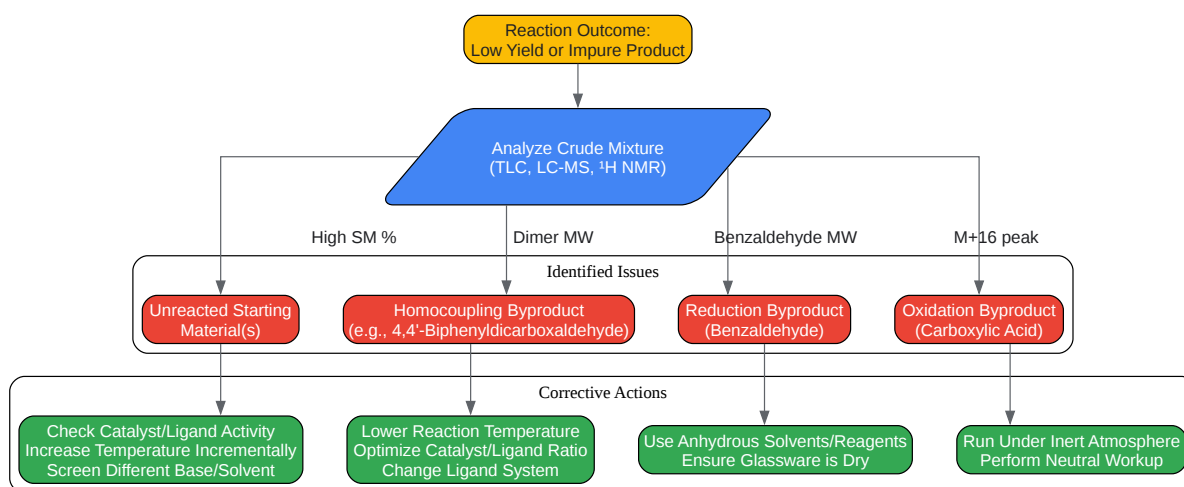 Reaction Outcome:
Low Yield or Impure Product
Analyze Crude Mixture
(TLC, LC-MS, ¹H NMR)
High SM %
Dimer MW
Benzaldehyde MW
M+16 peak
Identified Issues
Unreacted Starting
Material(s)
Homocoupling Byproduct
(e.g., 4,4'-Biphenyldicarboxaldehyde)
Reduction Byproduct
(Benzaldehyde)
Oxidation Byproduct
(Carboxylic Acid)
Corrective Actions
Check Catalyst/Ligand Activity
Increase Temperature Incrementally
Screen Different Base/Solvent
Lower Reaction Temperature
Optimize Catalyst/Ligand Ratio
Change Ligand System
Use Anhydrous Solvents/Reagents
Ensure Glassware is Dry
Run Under Inert Atmosphere
Perform Neutral Workup